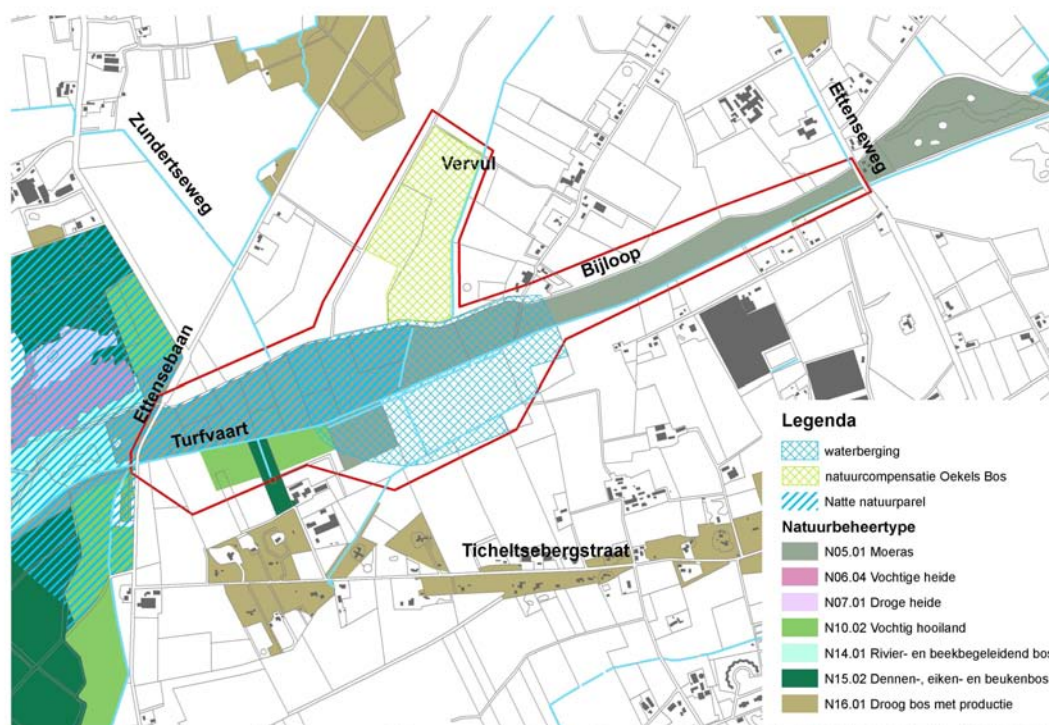 Zundertseweg
Vervul
Ettenseweg
Bijloop
Ettensebaan
Turfvaart
Ticheltsebergstraat
Legenda
waterberging
natuurcompensatie Oekels Bos
Natte natuurparel
Natuurbeheertype
N05.01 Moeras
N06.04 Vochtige heide
N07.01 Droge heide
N10.02 Vochtig hooiland
N14.01 Rivier- en beekbegeleidend bos
N15.02 Dennen-, eiken- en beukenbos
N16.01 Droog bos met productie